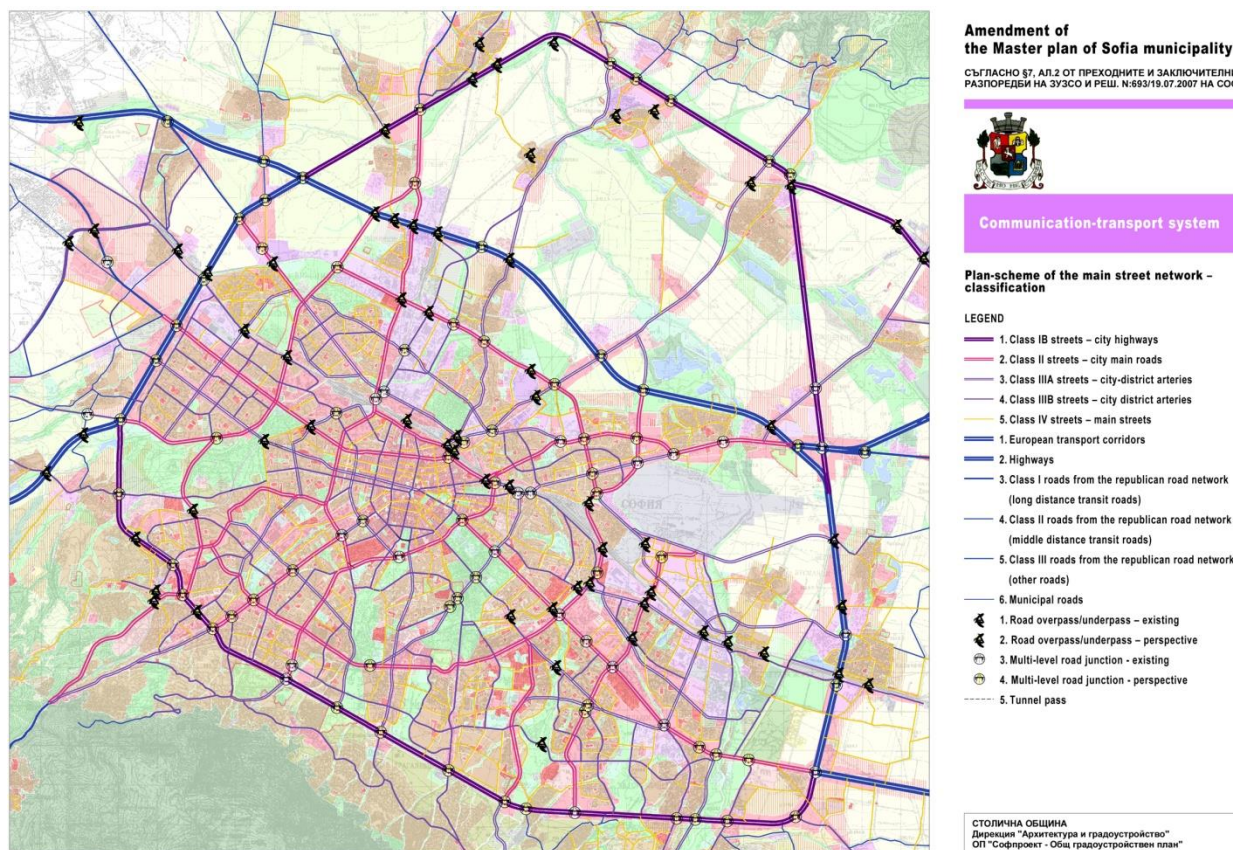 Amendment of
the Master plan of Sofia municipality
СЪГЛАСНО §7, АЛ.2 ОТ ПРЕХОДНИТЕ И ЗАКЛЮЧИТЕЛНИ
РАЗПОРЕДБИ НА ЗУЗСО И РЕШ. N:693/19.07.2007 НА
Communication-transport system
Plan-scheme of the main street network –
classification
LEGEND
1. Class IB streets – city highways
2. Class II streets – city main roads
3. Class IIIA streets – city-district arteries
4. Class IIIB streets – city district arteries
5. Class IV streets – main streets
1. European transport corridors
2. Highways
3. Class I roads from the republican road network
(long distance transit roads)
4. Class II roads from the republican road network
(middle distance transit roads)
5. Class III roads from the republican road network
(other roads)
6. Municipal roads
1. Road overpass/underpass – existing
2. Road overpass/underpass – perspective
3. Multi-level road junction - existing
4. Multi-level road junction - perspective
5. Tunnel pass
СОФИЯ
СТОЛИЧНА ОБЩИНА
Дирекция "Архитектура и градоустройство"
ОП "Софпроект - Общ градоустройствен план"